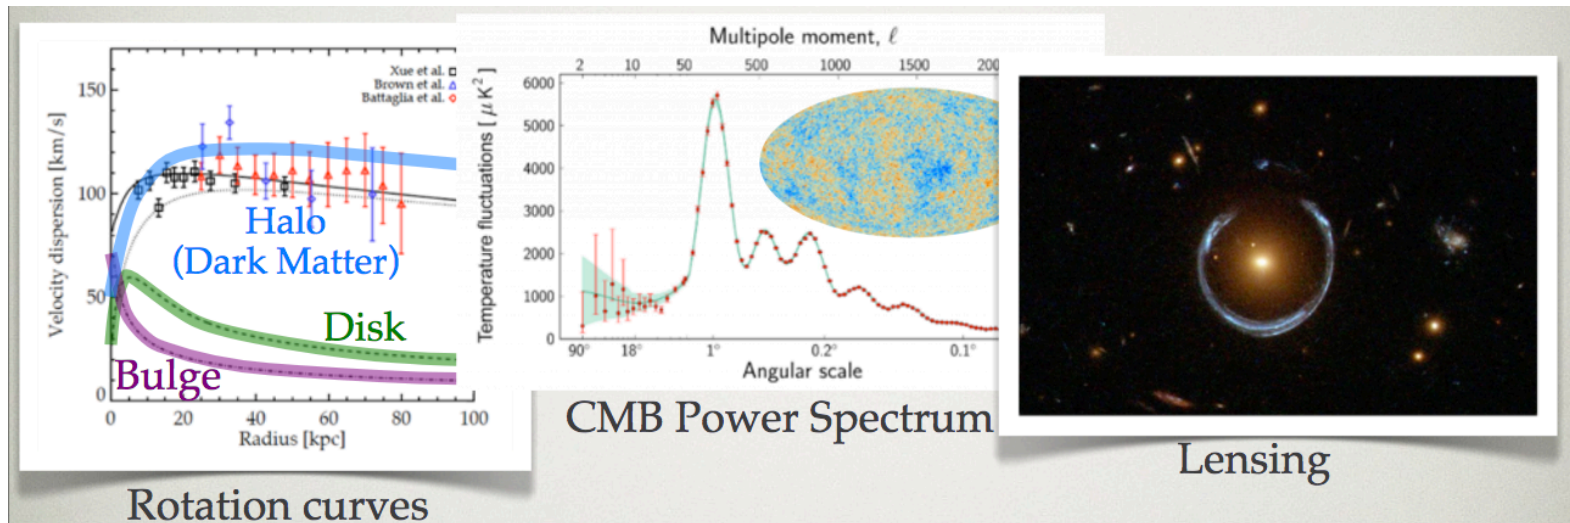 Xue et al.
Brown et al.
Battaglia et al.
150
100
50
0
Velocity dispersion [km/s]
Halo
(Dark Matter)
Disk
Bulge
0 20 40 60 80 100
Radius [kpc]
Rotation curves
Multipole moment, ℓ
2 10 50 500 1000 1500 200
6000
5000
4000
3000
2000
1000
0
Temperature fluctuations [ μ K²]
90° 18° 1° 0.2° 0.1°
Angular scale
CMB Power Spectrum
Lensing